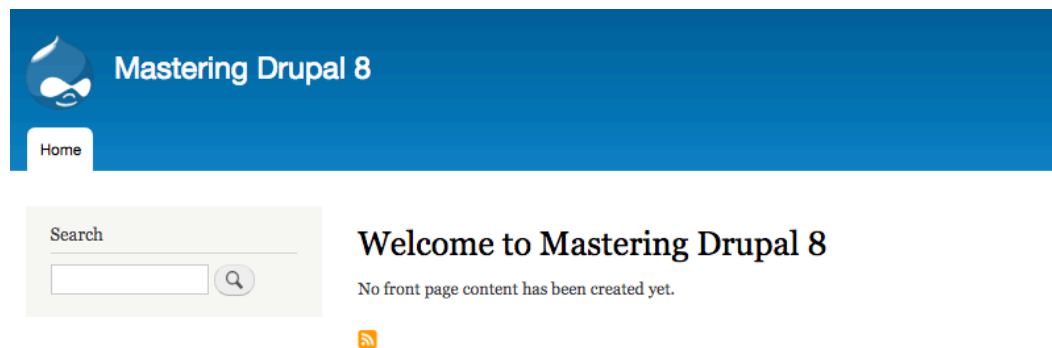 Mastering Drupal 8
Home
Search
Welcome to Mastering Drupal 8
No front page content has been created yet.